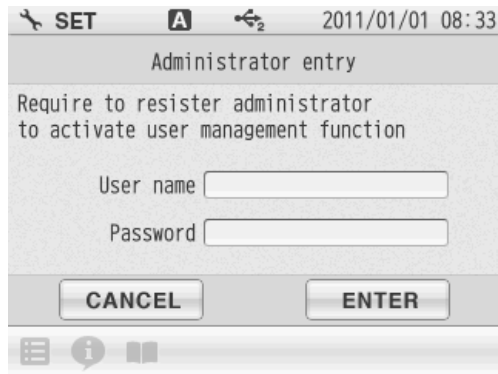 SET A 2 2011/01/01 08:33
Administrator entry
Require to resister administrator
to activate user management function
User name
Password
CANCEL ENTER